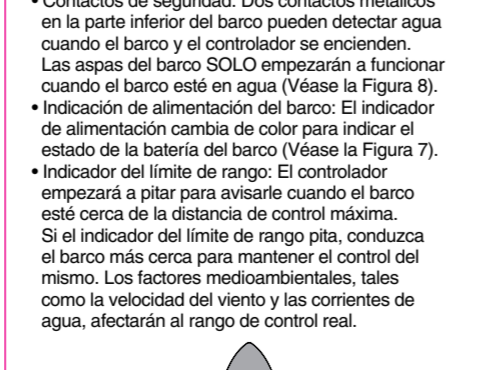 • Contactos de seguridad: Dos contactos metálicos
en la parte inferior del barco pueden detectar agua
cuando el barco y el controlador se encienden.
Las aspas del barco SOLO empezarán a funcionar
cuando el barco esté en agua (Véase la Figura 8).
• Indicación de alimentación del barco: El indicador
de alimentación cambia de color para indicar el
estado de la batería del barco (Véase la Figura 7).
• Indicador del límite de rango: El controlador
empezará a pitar para avisarle cuando el barco
esté cerca de la distancia de control máxima.
Si el indicador del límite de rango pita, conduzca
el barco más cerca para mantener el control del
mismo. Los factores medioambientales, tales
como la velocidad del viento y las corrientes de
agua, afectarán al rango de control real.